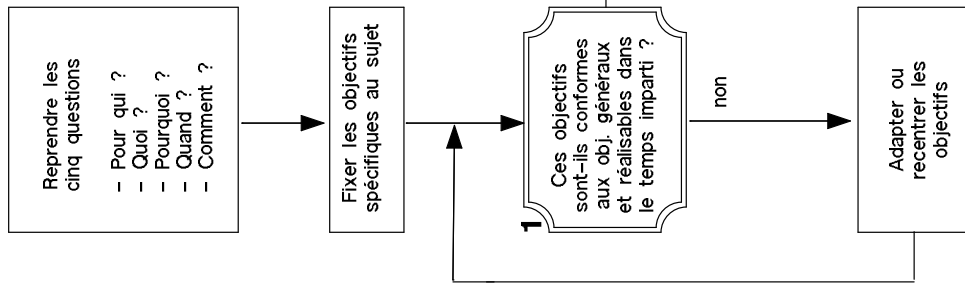 Reprendre les
cinq questions
- Pour qui ?
- Quoi ?
- Pourquoi ?
- Quand ?
- Comment ?
Fixer les objectifs
spécifiques au sujet
1
Ces objectifs
sont-ils conformes
aux obj. généraux
et réalisables dans
le temps imparti ?
non
Adapter ou
recentrer les
objectifs